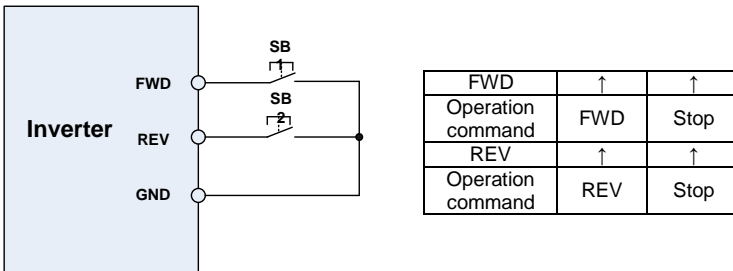 SB
1
FWD
SB
2
Inverter
REV
GND
FWD ↑ ↑
Operation
command FWD Stop
REV ↑ ↑
Operation
command REV Stop